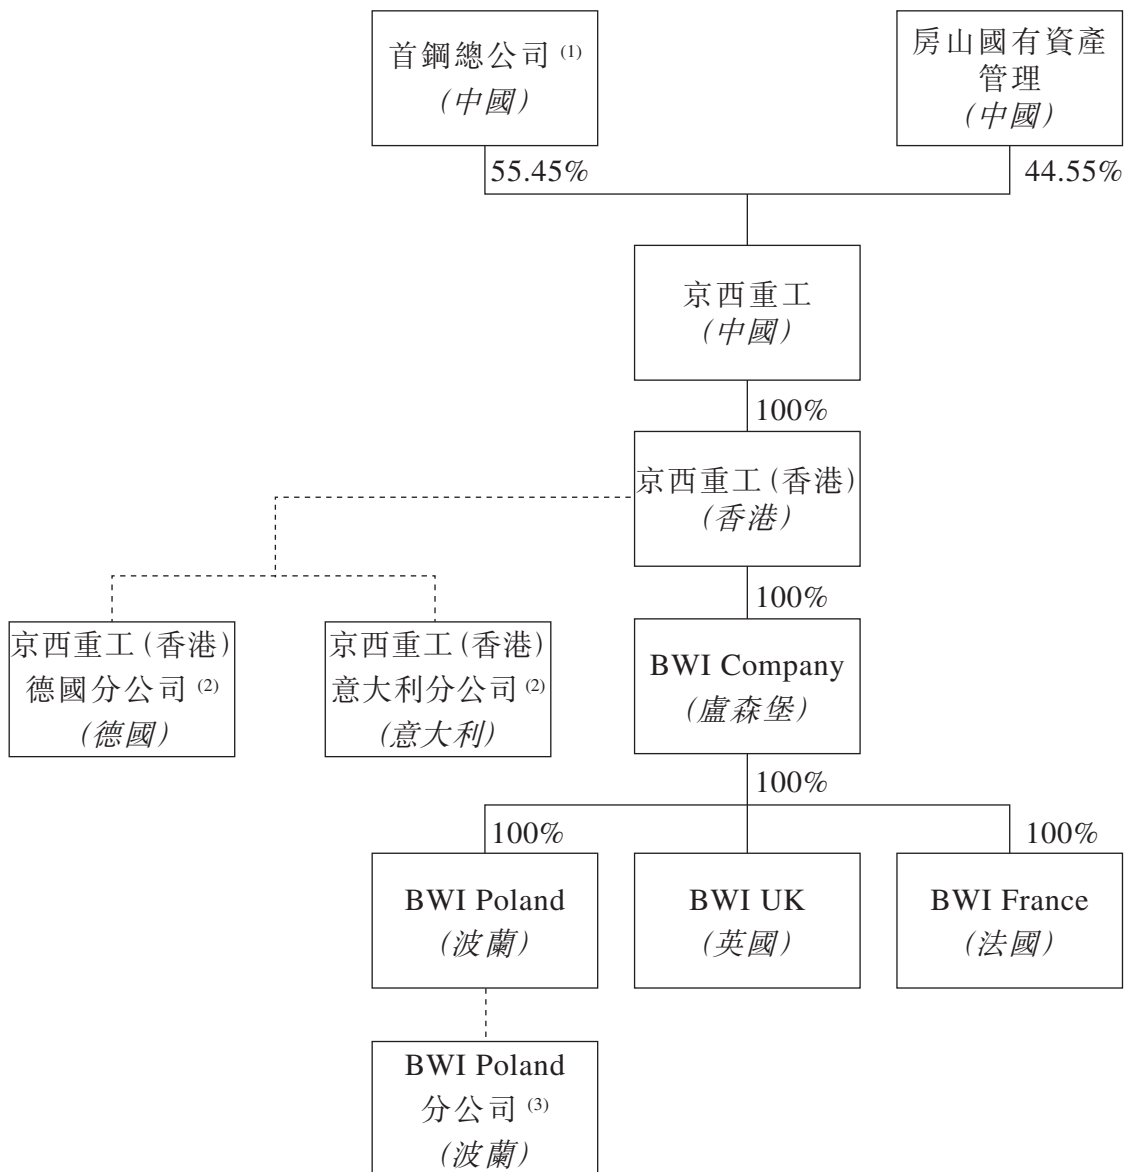 首鋼總公司 (1)
(中國)
房山國有資產
管理
(中國)
55.45%
44.55%
京西重工
(中國)
100%
京西重工(香港)
(香港)
100%
京西重工(香港)
德國分公司 (2)
(德國)
京西重工(香港)
意大利分公司 (2)
(意大利)
BWI Company
(盧森堡)
100%
100%
100%
BWI Poland
(波蘭)
BWI UK
(英國)
BWI France
(法國)
BWI Poland
分公司 (3)
(波蘭)